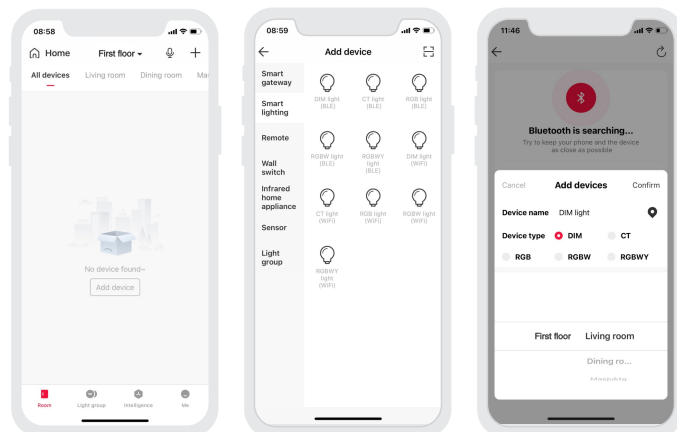 08:58
Home First floor
All devices Living room Dining room Ma
No device found~
Add device
Room Light group Intelligence Me
08:59
Add device
Smart
gateway
Smart
lighting
Remote
Wall
switch
Infrared
home
appliance
Sensor
Light
group
DIM light
(BLE)
CT light
(BLE)
RGB light
(BLE)
RGBW light
(BLE)
RGBWY
light
(BLE)
DIM light
(WiFi)
CT light
(WiFi)
RGB light
(WiFi)
RGBW light
(WiFi)
RGBWY
light
(WiFi)
11:46
Bluetooth is searching...
Try to keep your phone and the device
as close as possible
Cancel Add devices Confirm
Device name DIM light
Device type DIM CT
RGB RGBW RGBWY
First floor Living room
Dining ro...